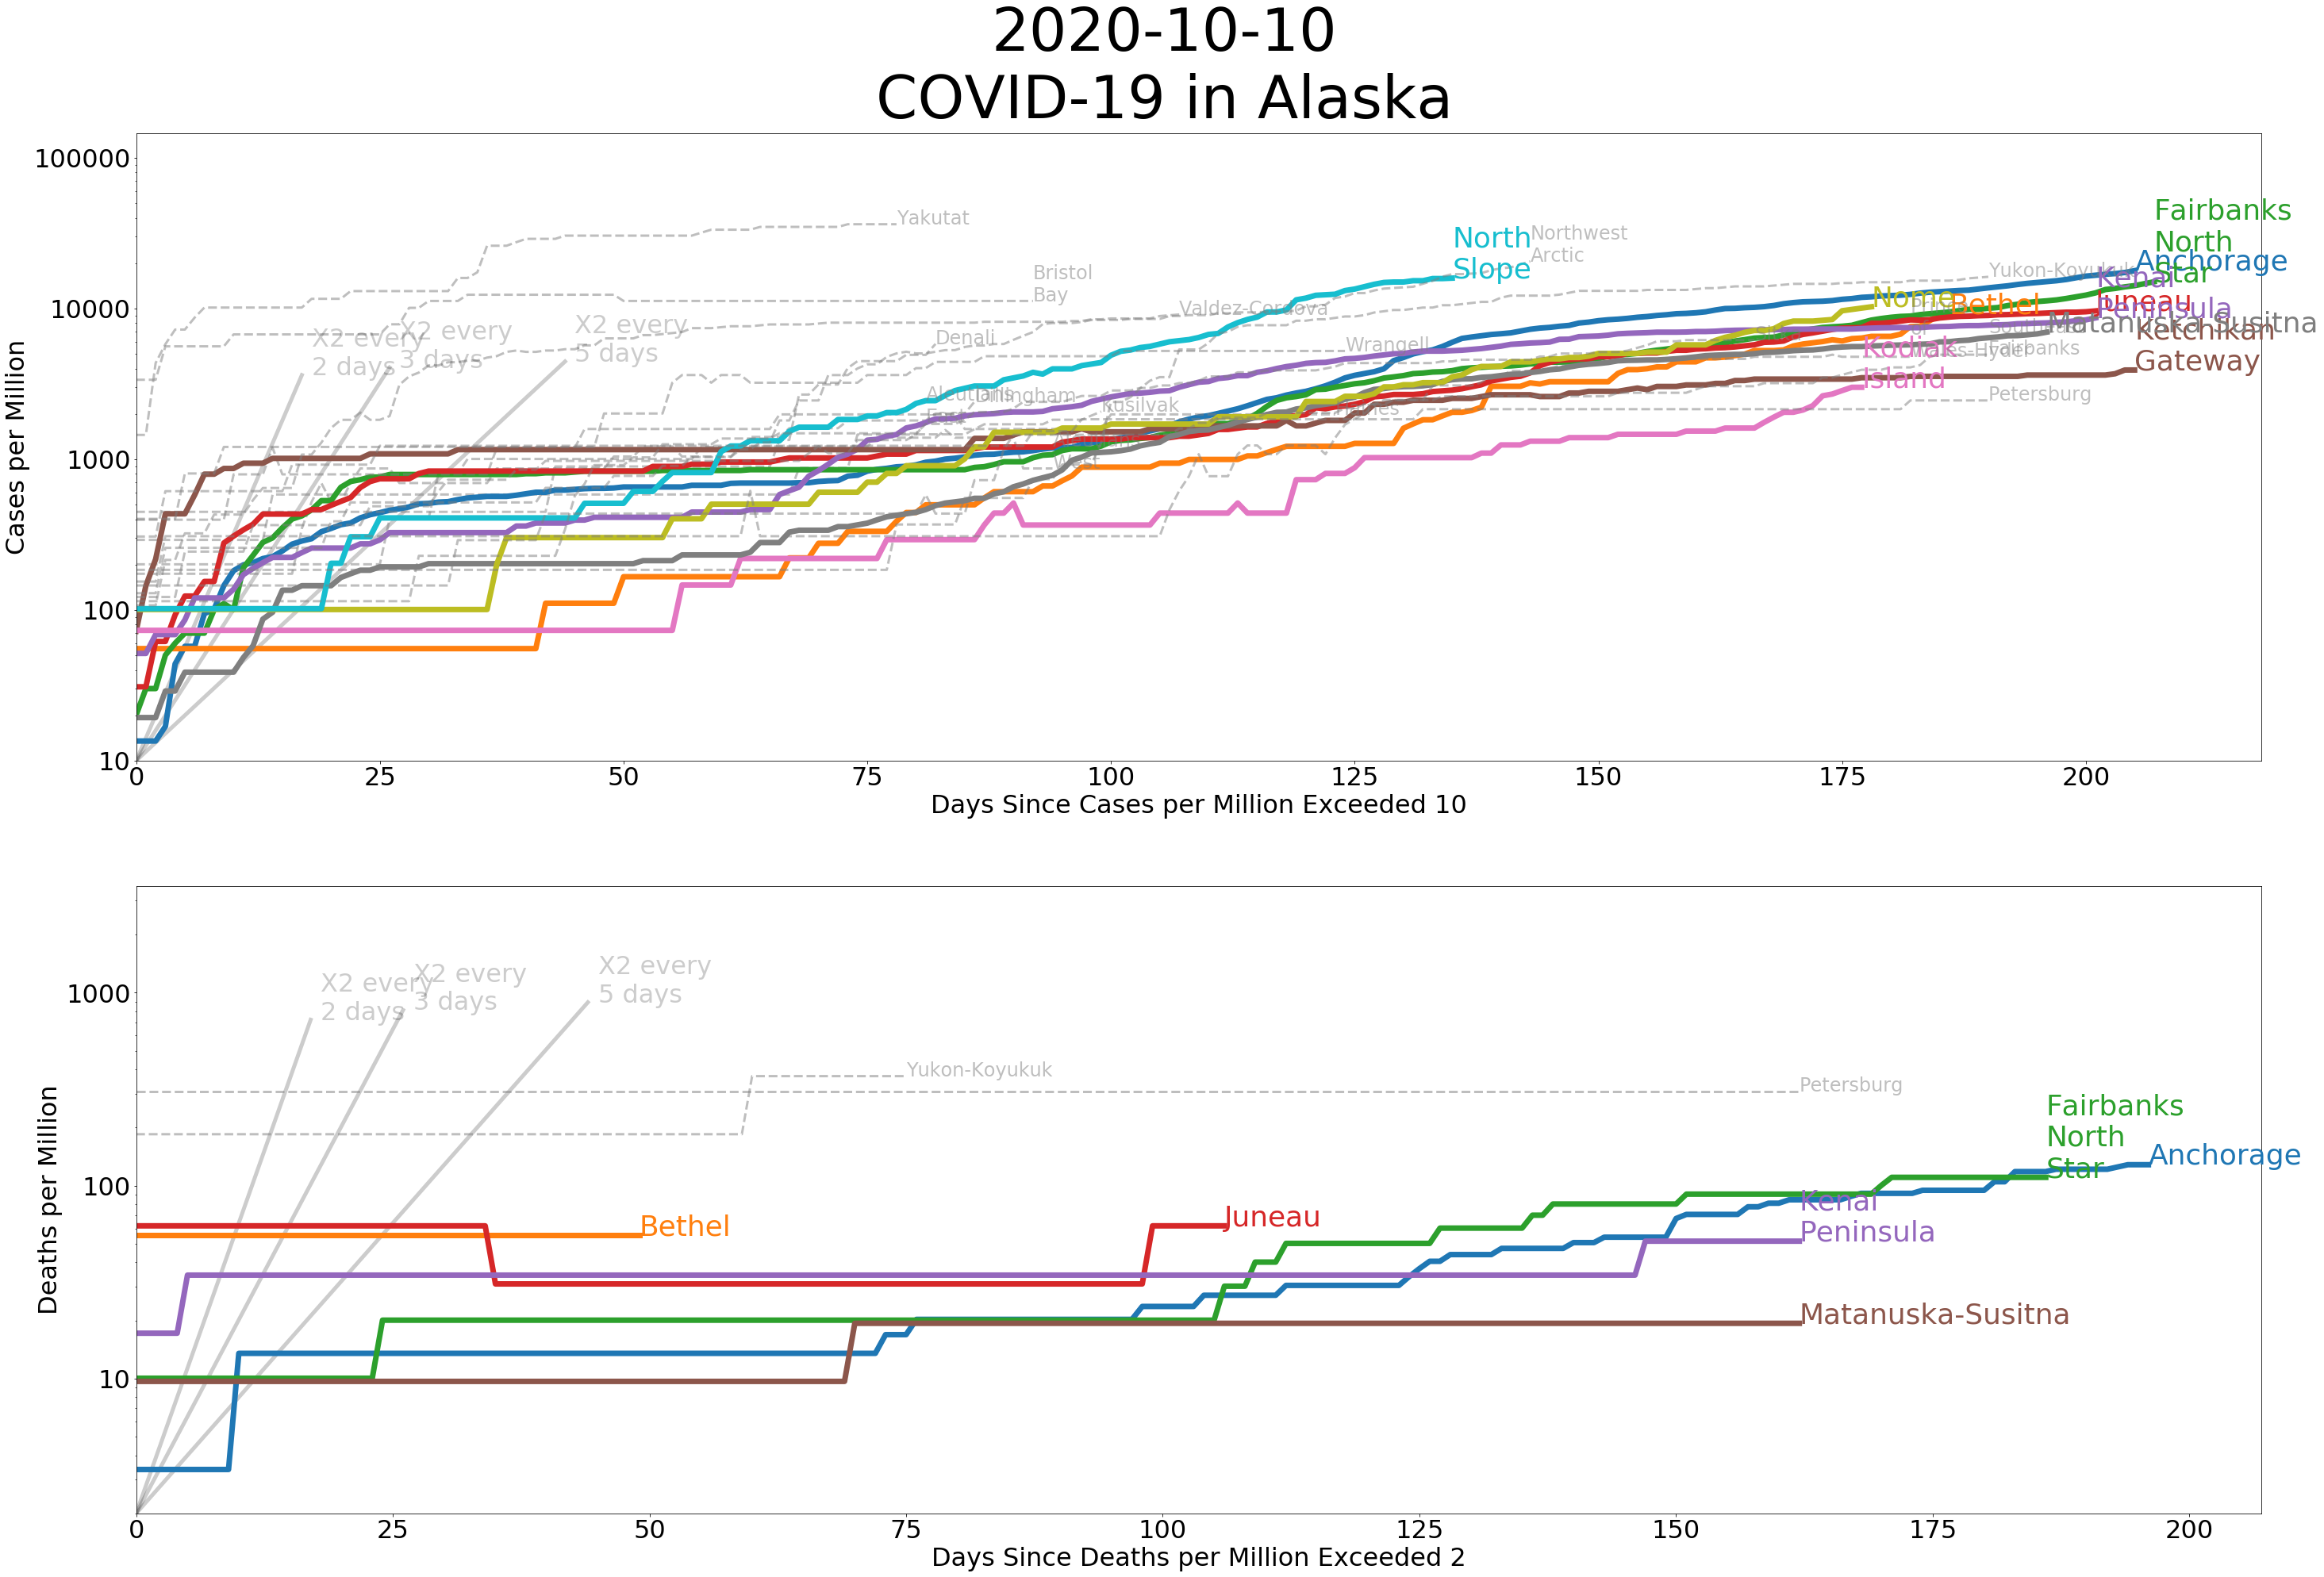 2020-10-10
COVID-19 in Alaska
Cases per Million
100000
10000
1000
100
10
0
25
50
75
100
125
150
175
200
Days Since Cases per Million Exceeded 10
X2 every
2 days
X2 every
3 days
X2 every
5 days
Yakutat
Bristol
Bay
Denali
Aleutians
East
Dillingham
Kusilvak
Valdez-Cordova
Wrangell
North
Slope
Northwest
Arctic
Yukon-Koyukuk
Fairbanks
North
Star
Anchorage
Kenai
Peninsula
Juneau
Nome
Bethel
Matanuska-Susitna
Ketchikan
Gateway
Kodiak
Island
Fairbanks
Petersburg
Deaths per Million
1000
100
10
0
25
50
75
100
125
150
175
200
Days Since Deaths per Million Exceeded 2
X2 every
2 days
X2 every
3 days
X2 every
5 days
Yukon-Koyukuk
Petersburg
Fairbanks
North
Star
Anchorage
Kenai
Peninsula
Bethel
Juneau
Matanuska-Susitna